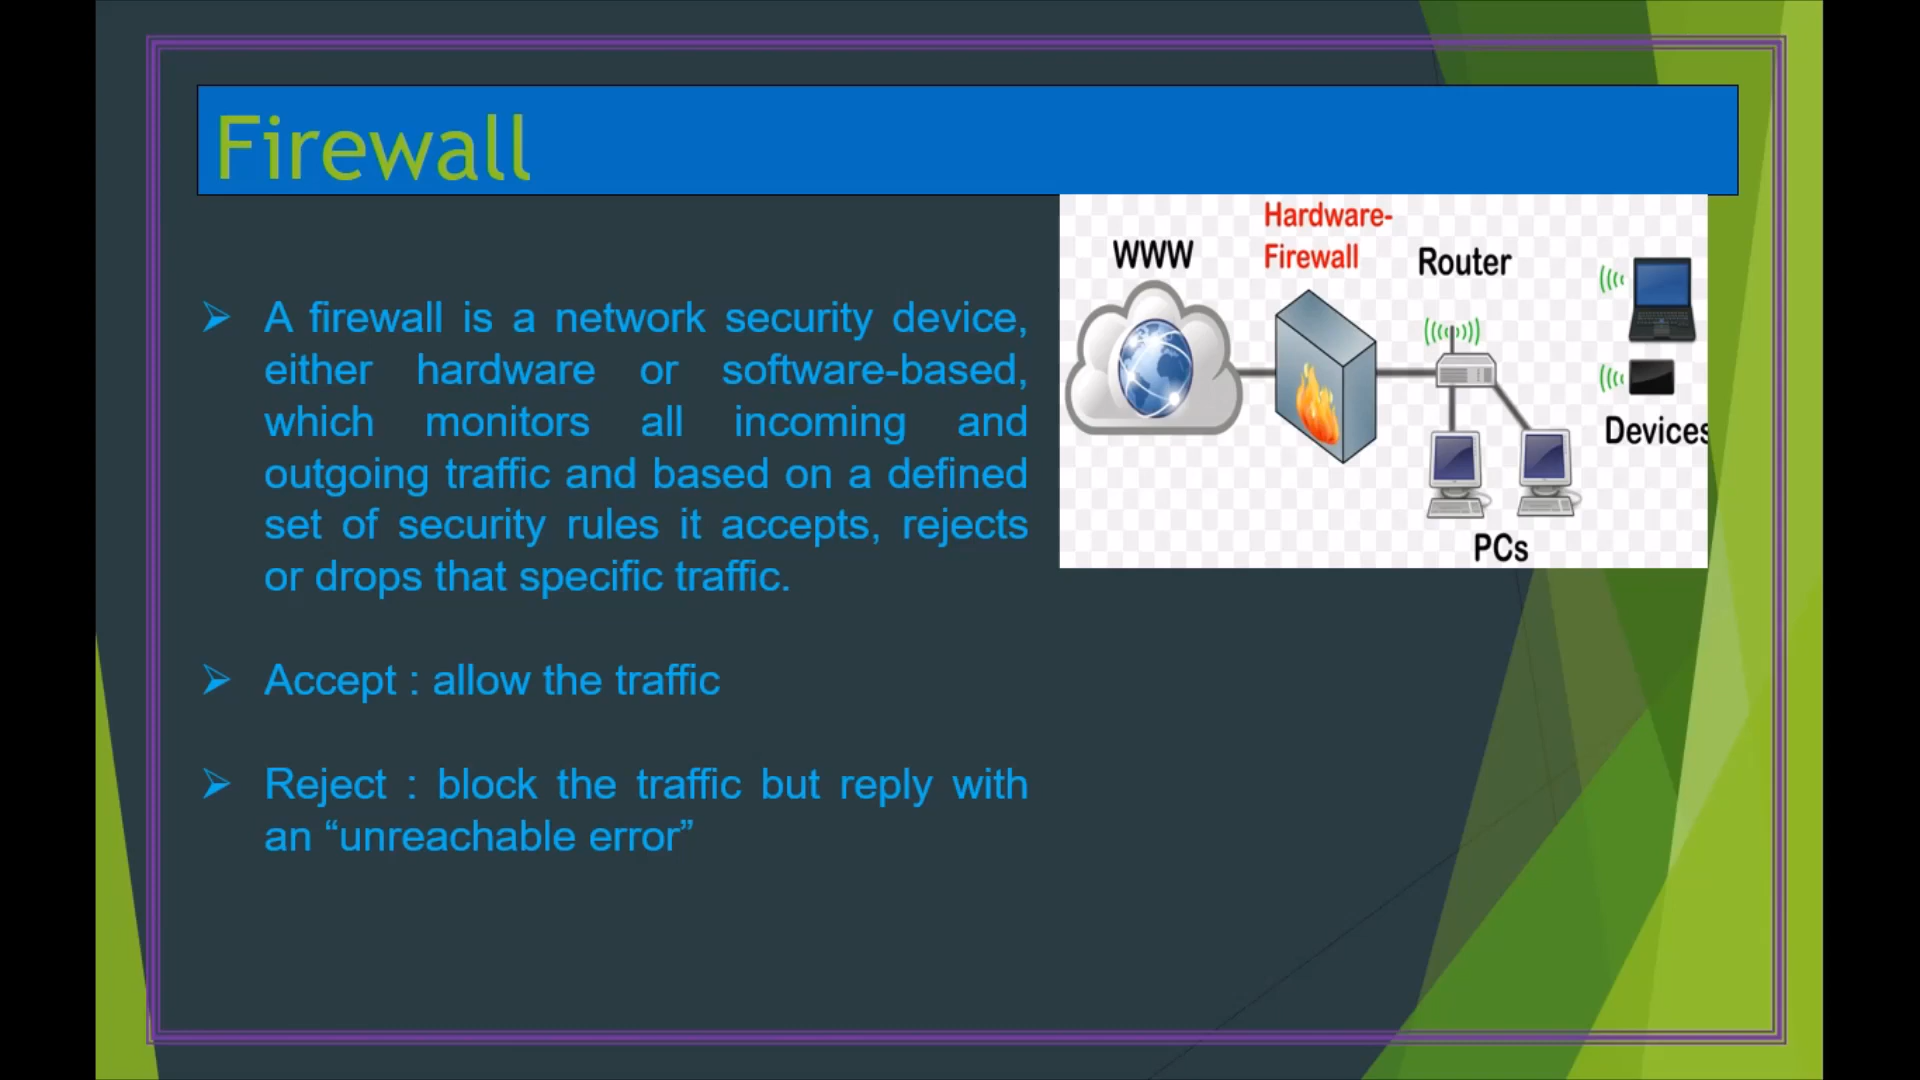 Firewall
A firewall is a network security device,
either hardware or software-based,
which monitors all incoming and
outgoing traffic and based on a defined
set of security rules it accepts, rejects
or drops that specific traffic.
Accept : allow the traffic
Reject : block the traffic but reply with
an “unreachable error”
WWW
Hardware-
Firewall
Router
Devices
PCs